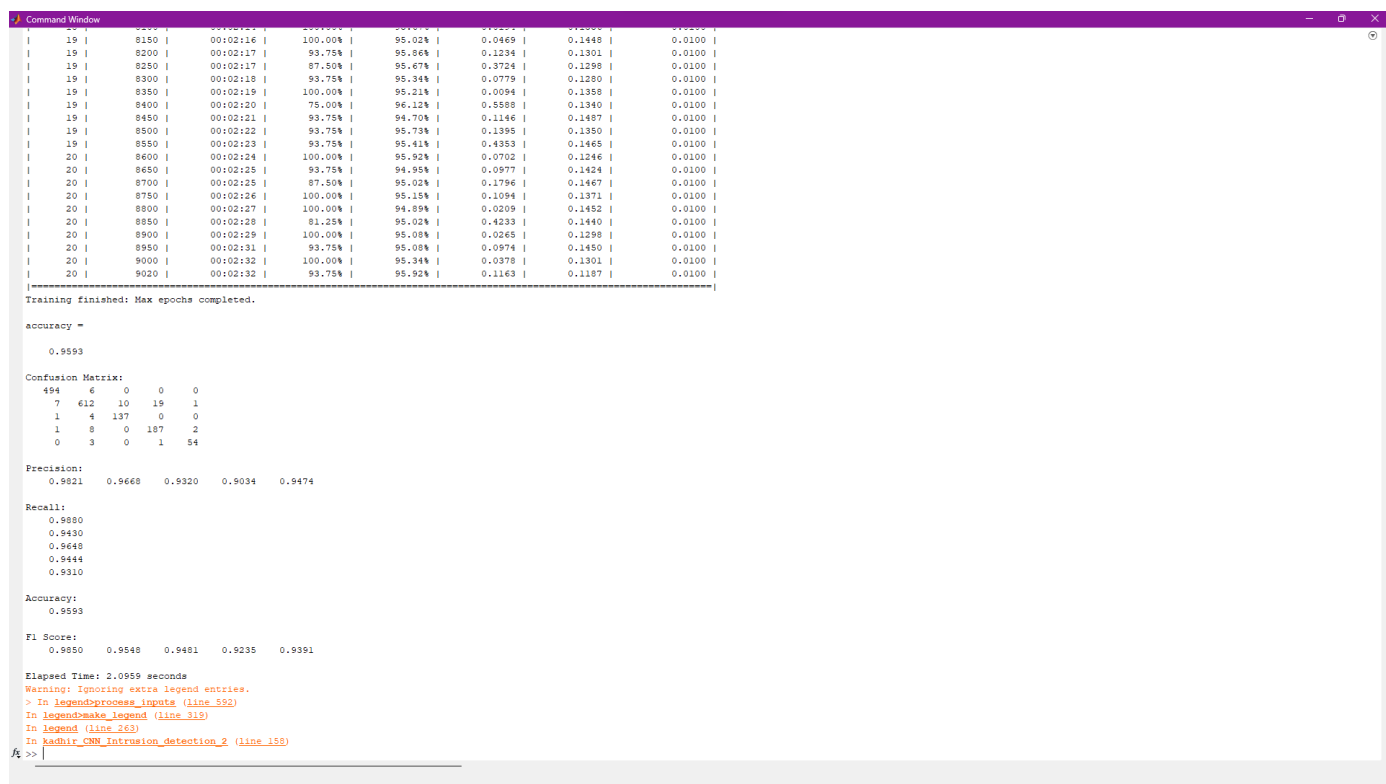 Command Window
| 19 | 8150 | 00:02:16 | 100.00% | 95.02% | 0.0469 | 0.1448 | 0.0100 |
| 19 | 8200 | 00:02:17 | 93.75% | 95.86% | 0.1234 | 0.1301 | 0.0100 |
| 19 | 8250 | 00:02:17 | 87.50% | 95.67% | 0.3724 | 0.1298 | 0.0100 |
| 19 | 8300 | 00:02:18 | 93.75% | 95.34% | 0.0779 | 0.1280 | 0.0100 |
| 19 | 8350 | 00:02:19 | 100.00% | 95.21% | 0.0094 | 0.1358 | 0.0100 |
| 19 | 8400 | 00:02:20 | 75.00% | 96.12% | 0.5588 | 0.1340 | 0.0100 |
| 19 | 8450 | 00:02:21 | 93.75% | 94.70% | 0.1146 | 0.1487 | 0.0100 |
| 19 | 8500 | 00:02:22 | 93.75% | 95.73% | 0.1395 | 0.1350 | 0.0100 |
| 19 | 8550 | 00:02:23 | 93.75% | 95.41% | 0.4353 | 0.1465 | 0.0100 |
| 20 | 8600 | 00:02:24 | 100.00% | 95.92% | 0.0702 | 0.1246 | 0.0100 |
| 20 | 8650 | 00:02:25 | 93.75% | 94.95% | 0.0977 | 0.1424 | 0.0100 |
| 20 | 8700 | 00:02:25 | 87.50% | 95.02% | 0.1796 | 0.1467 | 0.0100 |
| 20 | 8750 | 00:02:26 | 100.00% | 95.15% | 0.1094 | 0.1371 | 0.0100 |
| 20 | 8800 | 00:02:27 | 100.00% | 94.89% | 0.0209 | 0.1452 | 0.0100 |
| 20 | 8850 | 00:02:28 | 81.25% | 95.02% | 0.4233 | 0.1440 | 0.0100 |
| 20 | 8900 | 00:02:29 | 100.00% | 95.08% | 0.0265 | 0.1298 | 0.0100 |
| 20 | 8950 | 00:02:31 | 93.75% | 95.08% | 0.0974 | 0.1450 | 0.0100 |
| 20 | 9000 | 00:02:32 | 100.00% | 95.34% | 0.0378 | 0.1301 | 0.0100 |
| 20 | 9020 | 00:02:32 | 93.75% | 95.92% | 0.1163 | 0.1187 | 0.0100 |
Training finished: Max epochs completed.
accuracy =
0.9593
Confusion Matrix:
494 6 0 0 0
7 612 10 19 1
1 4 137 0 0
1 8 0 187 2
0 3 0 1 54
Precision:
0.9821 0.9668 0.9320 0.9034 0.9474
Recall:
0.9880
0.9430
0.9648
0.9444
0.9310
Accuracy:
0.9593
F1 Score:
0.9850 0.9548 0.9481 0.9235 0.9391
Elapsed Time: 2.0959 seconds
Warning: Ignoring extra legend entries.
> In legend>process_inputs (line 592)
In legend>make_legend (line 319)
In legend (line 263)
In kadhir_CNN_Intrusion_detection_2 (line 158)
fx >>